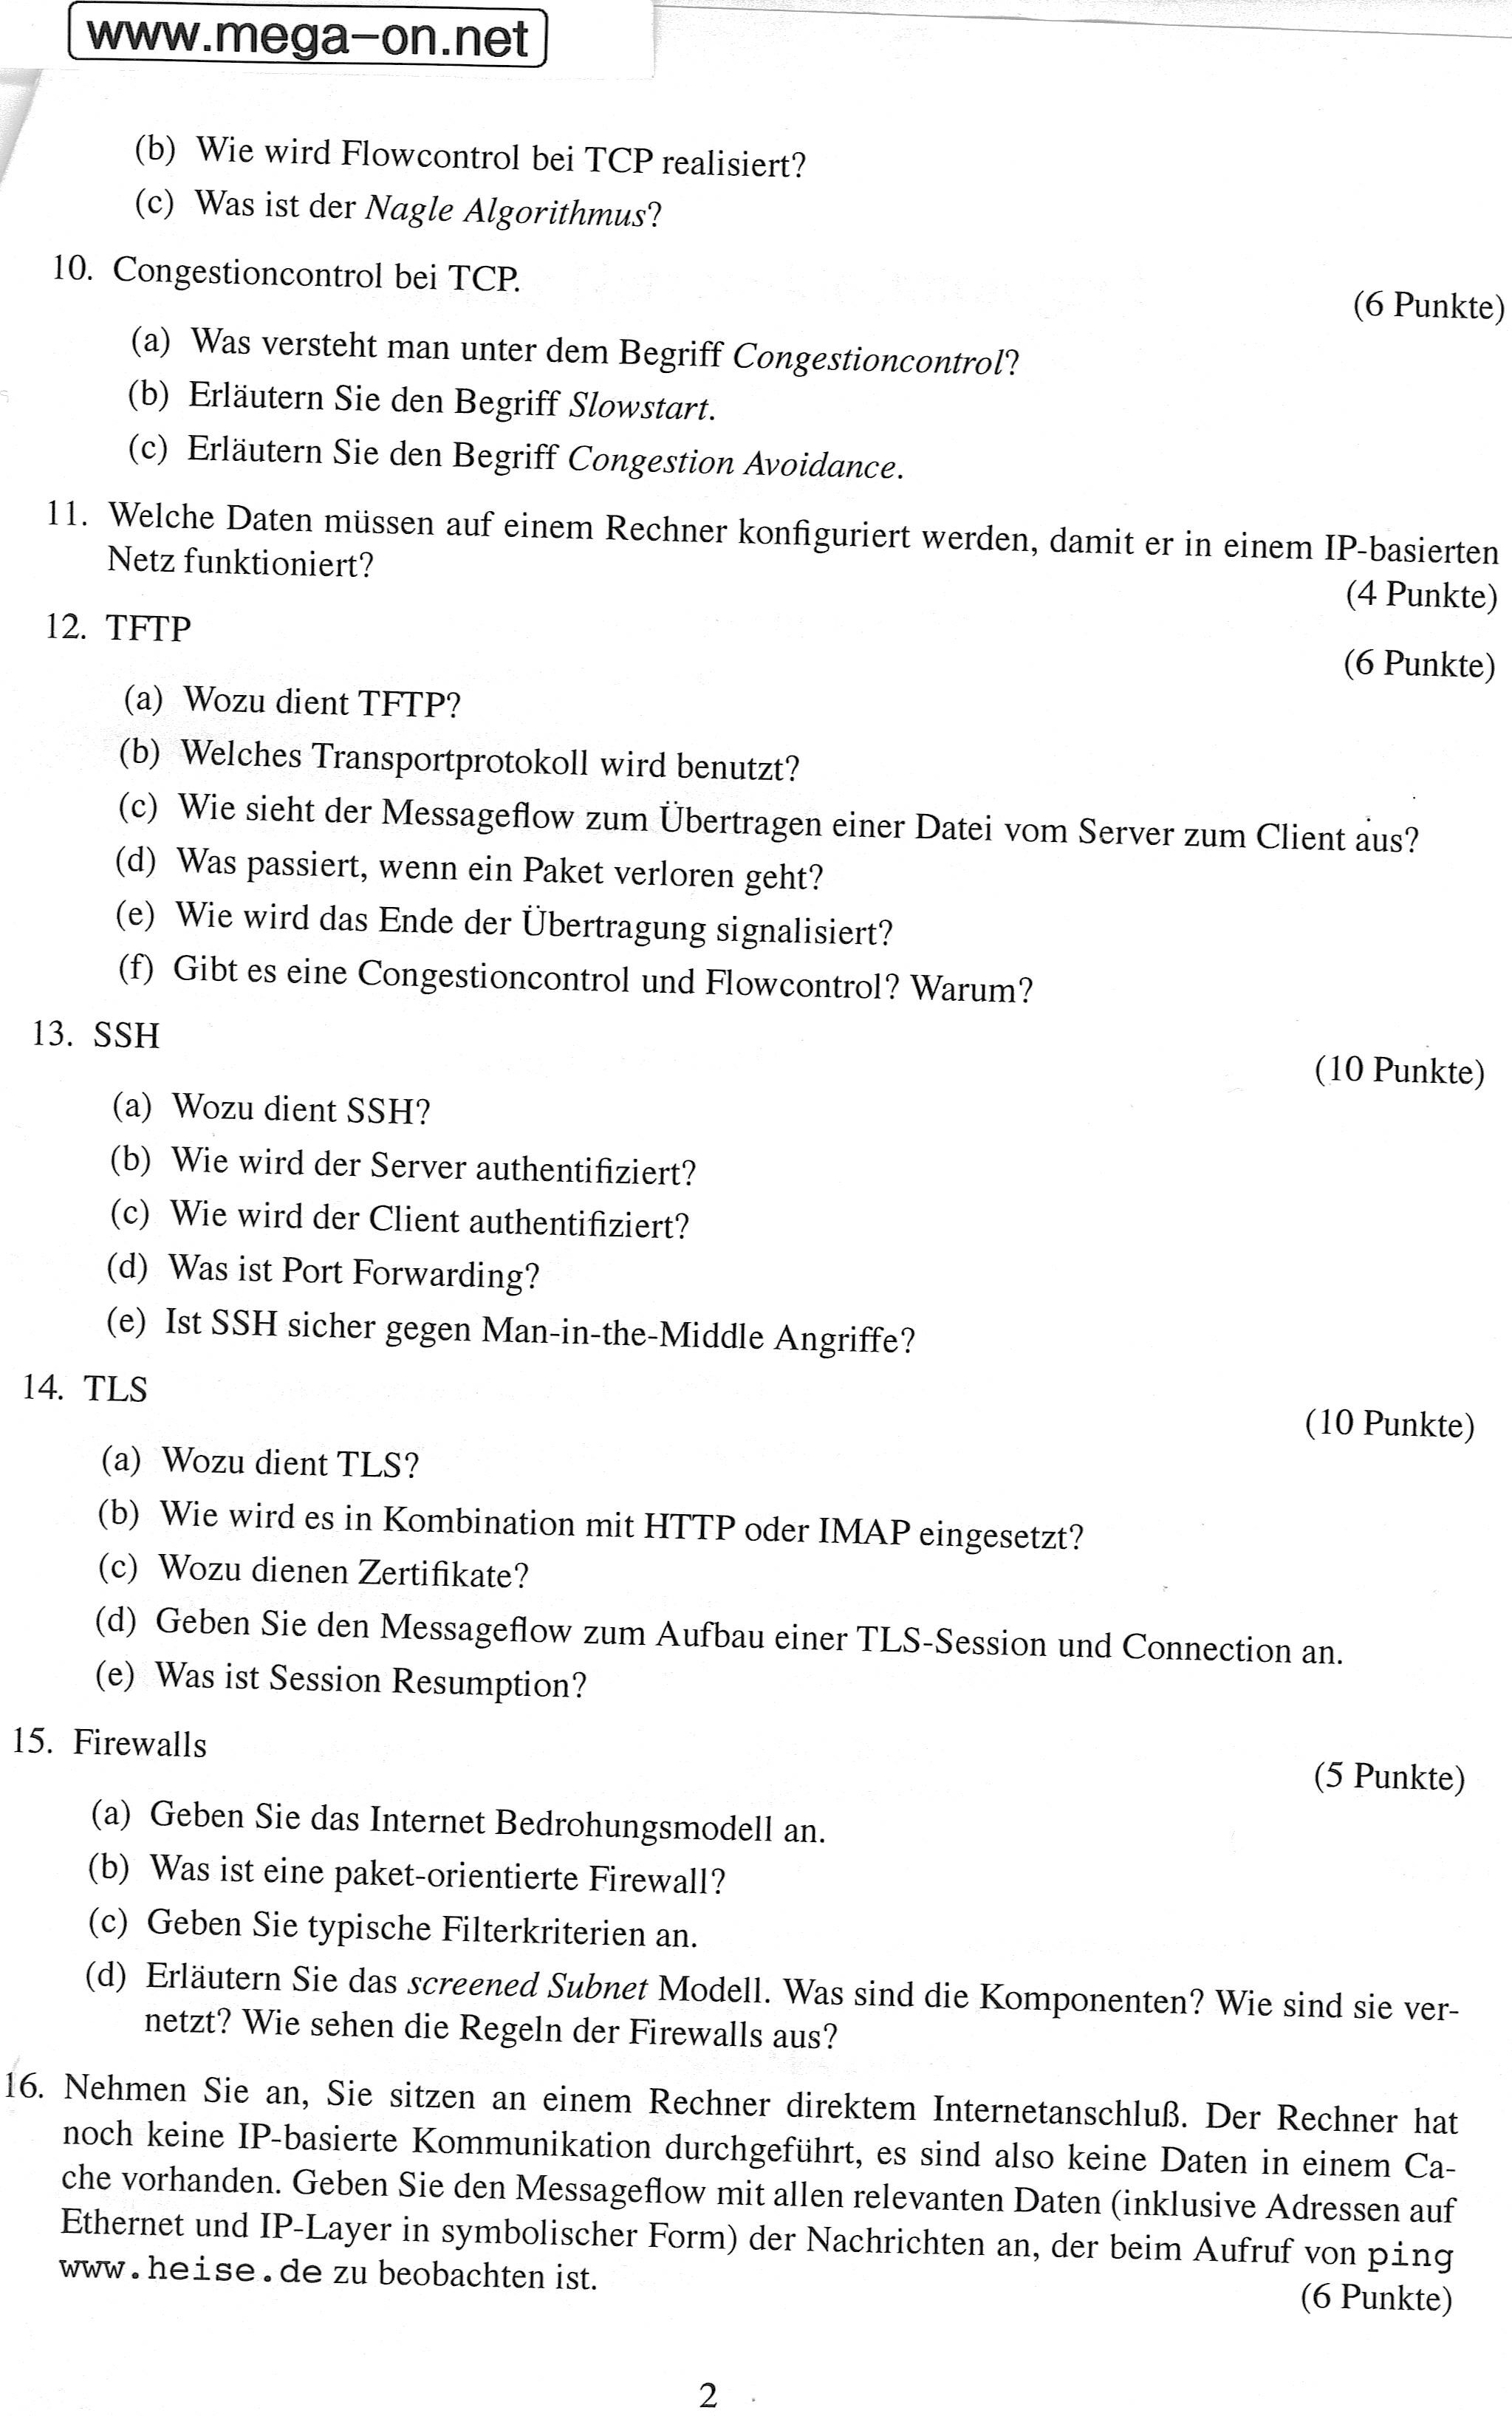 www.mega-on.net
(b) Wie wird Flowcontrol bei TCP realisiert?
(c) Was ist der Nagle Algorithmus?
10. Congestioncontrol bei TCP.
(6 Punkte)
(a) Was versteht man unter dem Begriff Congestioncontrol?
(b) Erläutern Sie den Begriff Slowstart.
(c) Erläutern Sie den Begriff Congestion Avoidance.
11. Welche Daten müssen auf einem Rechner konfiguriert werden, damit er in einem IP-basierten
Netz funktioniert?
(4 Punkte)
12. TFTP
(6 Punkte)
(a) Wozu dient TFTP?
(b) Welches Transportprotokoll wird benutzt?
(c) Wie sieht der Messageflow zum Übertragen einer Datei vom Server zum Client aus?
(d) Was passiert, wenn ein Paket verloren geht?
(e) Wie wird das Ende der Übertragung signalisiert?
(f) Gibt es eine Congestioncontrol und Flowcontrol? Warum?
13. SSH
(10 Punkte)
(a) Wozu dient SSH?
(b) Wie wird der Server authentifiziert?
(c) Wie wird der Client authentifiziert?
(d) Was ist Port Forwarding?
(e) Ist SSH sicher gegen Man-in-the-Middle Angriffe?
14. TLS
(10 Punkte)
(a) Wozu dient TLS?
(b) Wie wird es in Kombination mit HTTP oder IMAP eingesetzt?
(c) Wozu dienen Zertifikate?
(d) Geben Sie den Messageflow zum Aufbau einer TLS-Session und Connection an.
(e) Was ist Session Resumption?
15. Firewalls
(5 Punkte)
(a) Geben Sie das Internet Bedrohungsmodell an.
(b) Was ist eine paket-orientierte Firewall?
(c) Geben Sie typische Filterkriterien an.
(d) Erläutern Sie das screened Subnet Modell. Was sind die Komponenten? Wie sind sie ver-
netzt? Wie sehen die Regeln der Firewalls aus?
16. Nehmen Sie an, Sie sitzen an einem Rechner direktem Internetanschluß. Der Rechner hat
noch keine IP-basierte Kommunikation durchgeführt, es sind also keine Daten in einem Ca-
che vorhanden. Geben Sie den Messageflow mit allen relevanten Daten (inklusive Adressen auf
Ethernet und IP-Layer in symbolischer Form) der Nachrichten an, der beim Aufruf von ping
www.heise.de zu beobachten ist.
(6 Punkte)
2